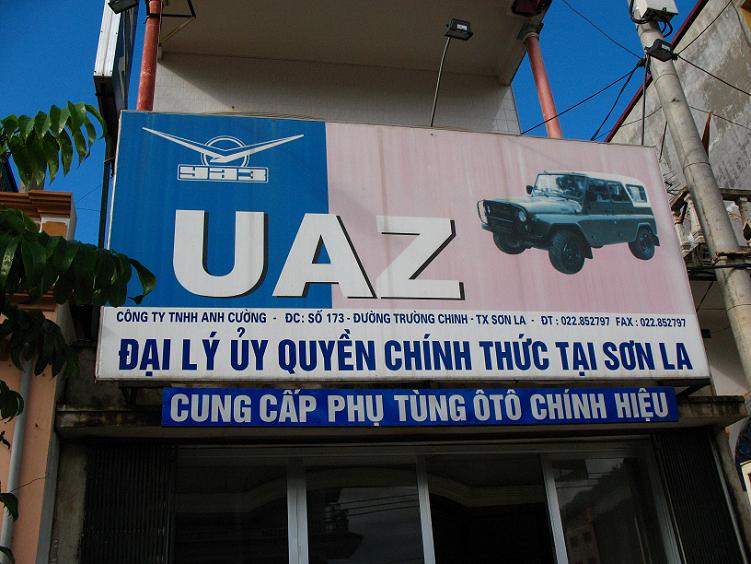 УАЗ
UAZ
CÔNG TY TNHH ANH CƯỜNG - ĐC: SỐ 173 - ĐƯỜNG TRƯỜNG CHINH - TX SƠN LA - ĐT : 022.852797 FAX : 022.852797
ĐẠI LÝ ỦY QUYỀN CHÍNH THỨC TẠI SƠN LA
CUNG CẤP PHỤ TÙNG ÔTÔ CHÍNH HIỆU